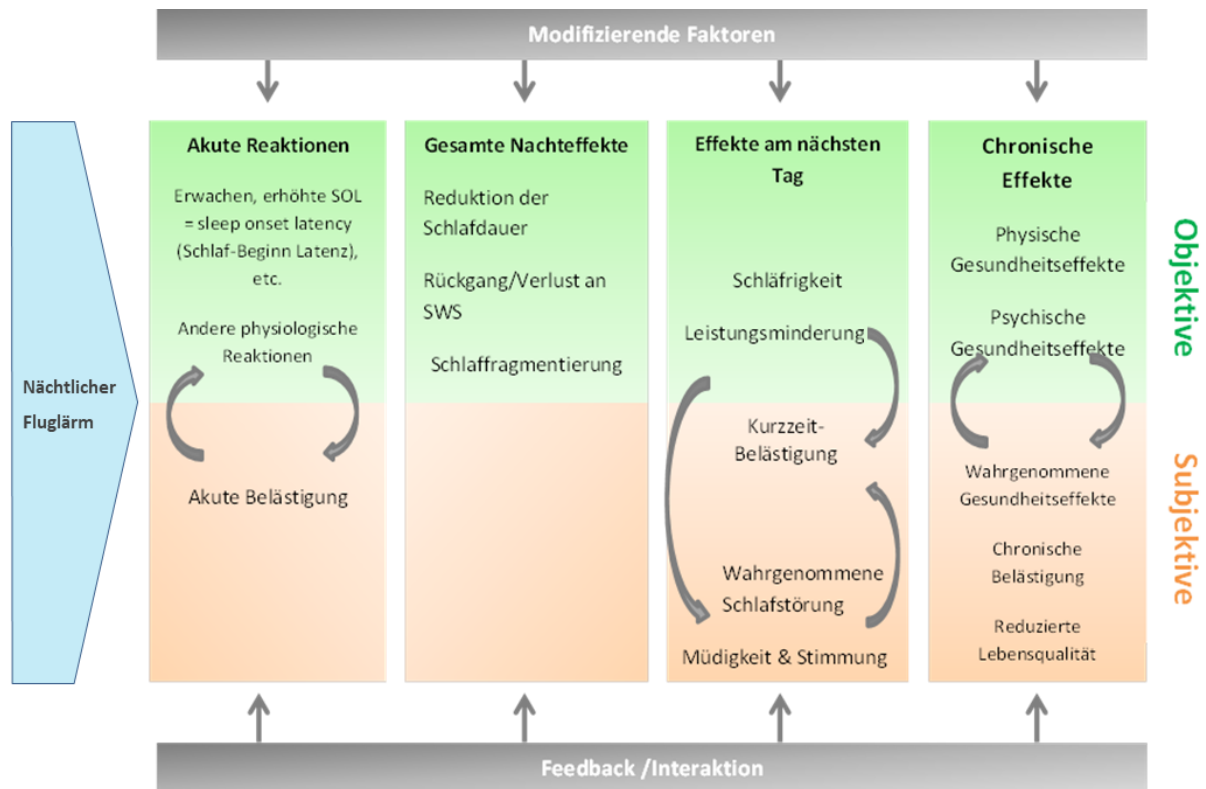 Modifizierende Faktoren
Nächtlicher
Fluglärm
Akute Reaktionen
Erwachen, erhöhte SOL
= sleep onset latency
(Schlaf-Beginn Latenz),
etc.
Andere physiologische
Reaktionen
Akute Belästigung
Gesamte Nachteffekte
Reduktion der
Schlafdauer
Rückgang/Verlust an
SWS
Schlaffragmentierung
Effekte am nächsten
Tag
Schläfrigkeit
Leistungsminderung
Kurzzeit-
Belästigung
Wahrgenommene
Schlafstörung
Müdigkeit & Stimmung
Chronische
Effekte
Physische
Gesundheitseffekte
Psychische
Gesundheitseffekte
Wahrgenommene
Gesundheitseffekte
Chronische
Belästigung
Reduzierte
Lebensqualität
Objektive
Subjektive
Feedback /Interaktion